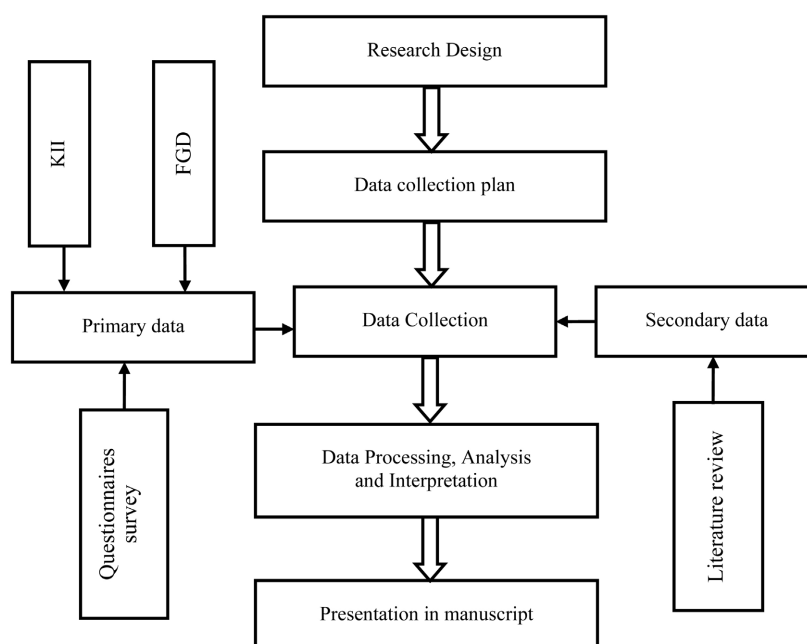 Research Design
KII
FGD
Data collection plan
Primary data
Data Collection
Secondary data
Questionnaires
survey
Data Processing, Analysis
and Interpretation
Literature review
Presentation in manuscript